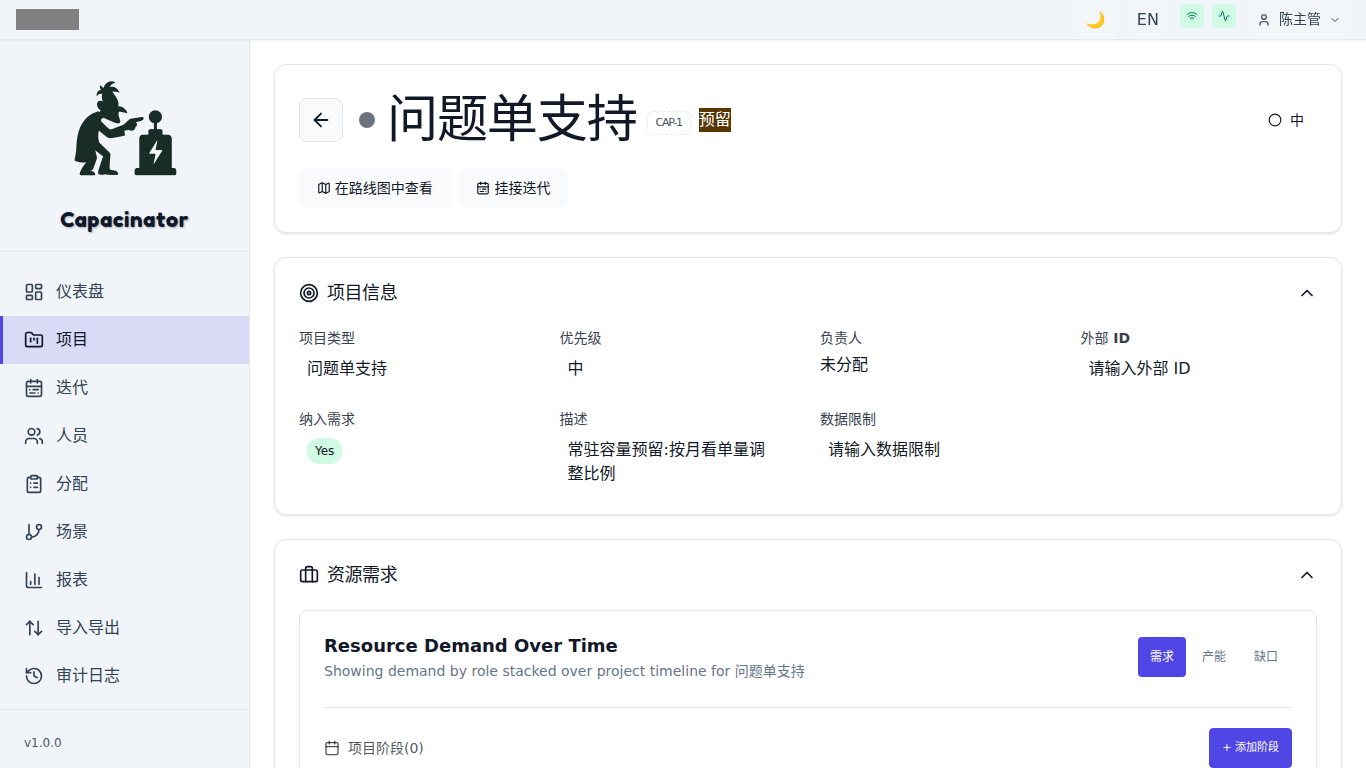 EN
陈主管
Capacinator
仪表盘
项目
迭代
人员
分配
场景
报表
导入导出
审计日志
v1.0.0
问题单支持
CAP-1
预留
中
在路线图中查看
挂接迭代
项目信息
项目类型
问题单支持
优先级
中
负责人
未分配
外部 ID
请输入外部 ID
纳入需求
Yes
描述
常驻容量预留:按月看单量调
整比例
数据限制
请输入数据限制
资源需求
Resource Demand Over Time
Showing demand by role stacked over project timeline for 问题单支持
需求
产能
缺口
项目阶段(0)
+ 添加阶段